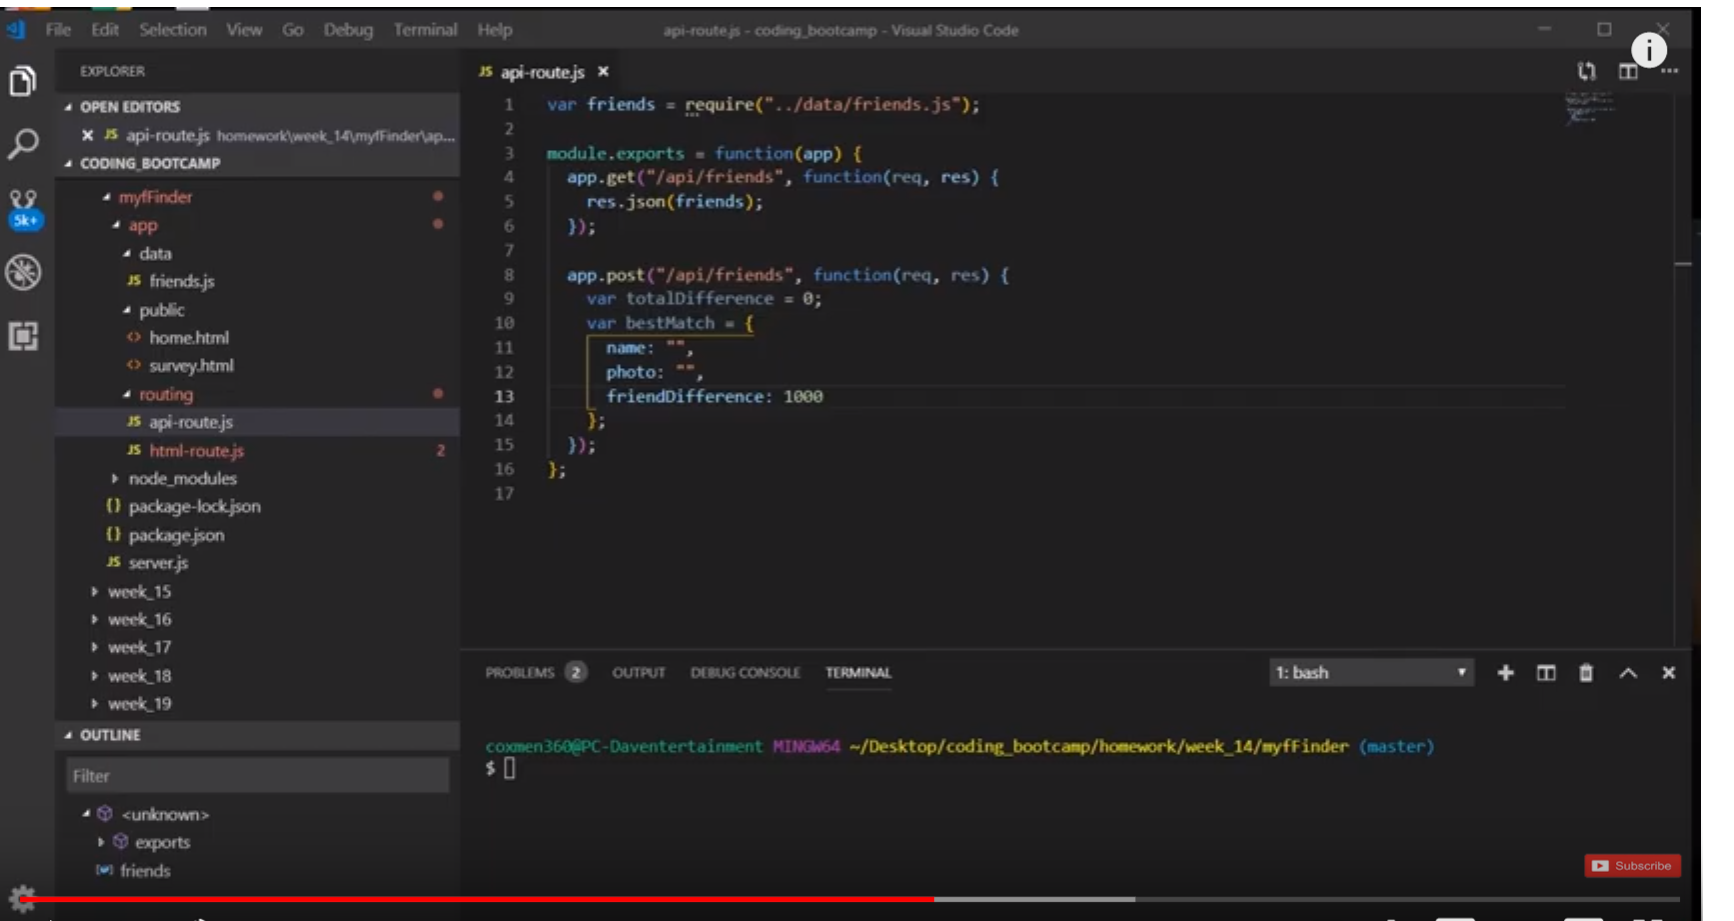 File Edit Selection View Go Debug Terminal Help
api-route.js - coding_bootcamp - Visual Studio Code
EXPLORER
OPEN EDITORS
JS api-route.js homework\week_14\myfFinder\ap...
CODING_BOOTCAMP
myfFinder
app
data
JS friends.js
public
<> home.html
<> survey.html
routing
JS api-route.js
JS html-route.js 2
node_modules
{} package-lock.json
{} package.json
JS server.js
week_15
week_16
week_17
week_18
week_19
OUTLINE
Filter
<unknown>
exports
friends
5k+
JS api-route.js
1 var friends = require("../data/friends.js");
2
3 module.exports = function(app) {
4 app.get("/api/friends", function(req, res) {
5 res.json(friends);
6 });
7
8 app.post("/api/friends", function(req, res) {
9 var totalDifference = 0;
10 var bestMatch = {
11 name: "",
12 photo: "",
13 friendDifference: 1000
14 };
15 });
16 };
17
PROBLEMS 2 OUTPUT DEBUG CONSOLE TERMINAL
1: bash
coxmen360@PC-Daventertainment MINGW64 ~/Desktop/coding_bootcamp/homework/week_14/myfFinder (master)
$
Subscribe